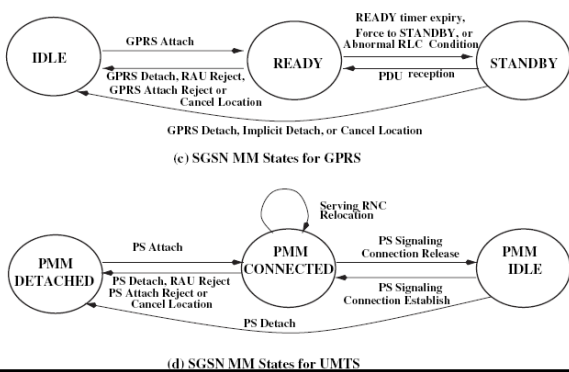 READY timer expiry,
Force to STANDBY, or
Abnormal RLC Condition
GPRS Attach
IDLE
READY
STANDBY
GPRS Detach, RAU Reject,
GPRS Attach Reject or
Cancel Location
PDU reception
GPRS Detach, Implicit Detach, or Cancel Location
(c) SGSN MM States for GPRS
Serving RNC
Relocation
PS Attach
PS Signaling
Connection Release
PMM
DETACHED
PMM
CONNECTED
PMM
IDLE
PS Detach, RAU Reject
PS Attach Reject or
Cancel Location
PS Signaling
Connection Establish
PS Detach
(d) SGSN MM States for UMTS